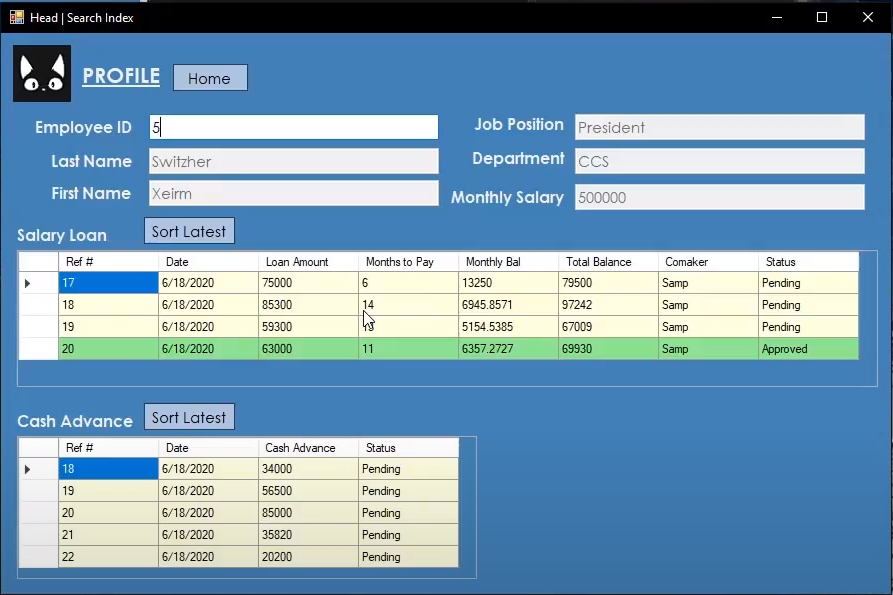 Head | Search Index
PROFILE Home
Employee ID 5 Job Position President
Last Name Switzher Department CCS
First Name Xeirm Monthly Salary 500000
Salary Loan Sort Latest
Ref # Date Loan Amount Months to Pay Monthly Bal Total Balance Comaker Status
17 6/18/2020 75000 6 13250 79500 Samp Pending
18 6/18/2020 85300 14 6945.8571 97242 Samp Pending
19 6/18/2020 59300 5154.5385 67009 Samp Pending
20 6/18/2020 63000 11 6357.2727 69930 Samp Approved
Cash Advance Sort Latest
Ref # Date Cash Advance Status
18 6/18/2020 34000 Pending
19 6/18/2020 56500 Pending
20 6/18/2020 85000 Pending
21 6/18/2020 35820 Pending
22 6/18/2020 20200 Pending